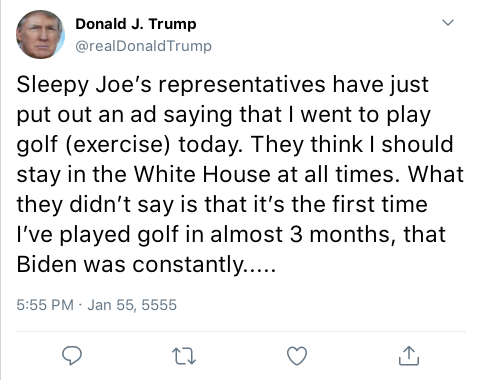 Donald J. Trump
@realDonaldTrump
Sleepy Joe’s representatives have just
put out an ad saying that I went to play
golf (exercise) today. They think I should
stay in the White House at all times. What
they didn’t say is that it’s the first time
I’ve played golf in almost 3 months, that
Biden was constantly.....
5:55 PM · Jan 55, 5555